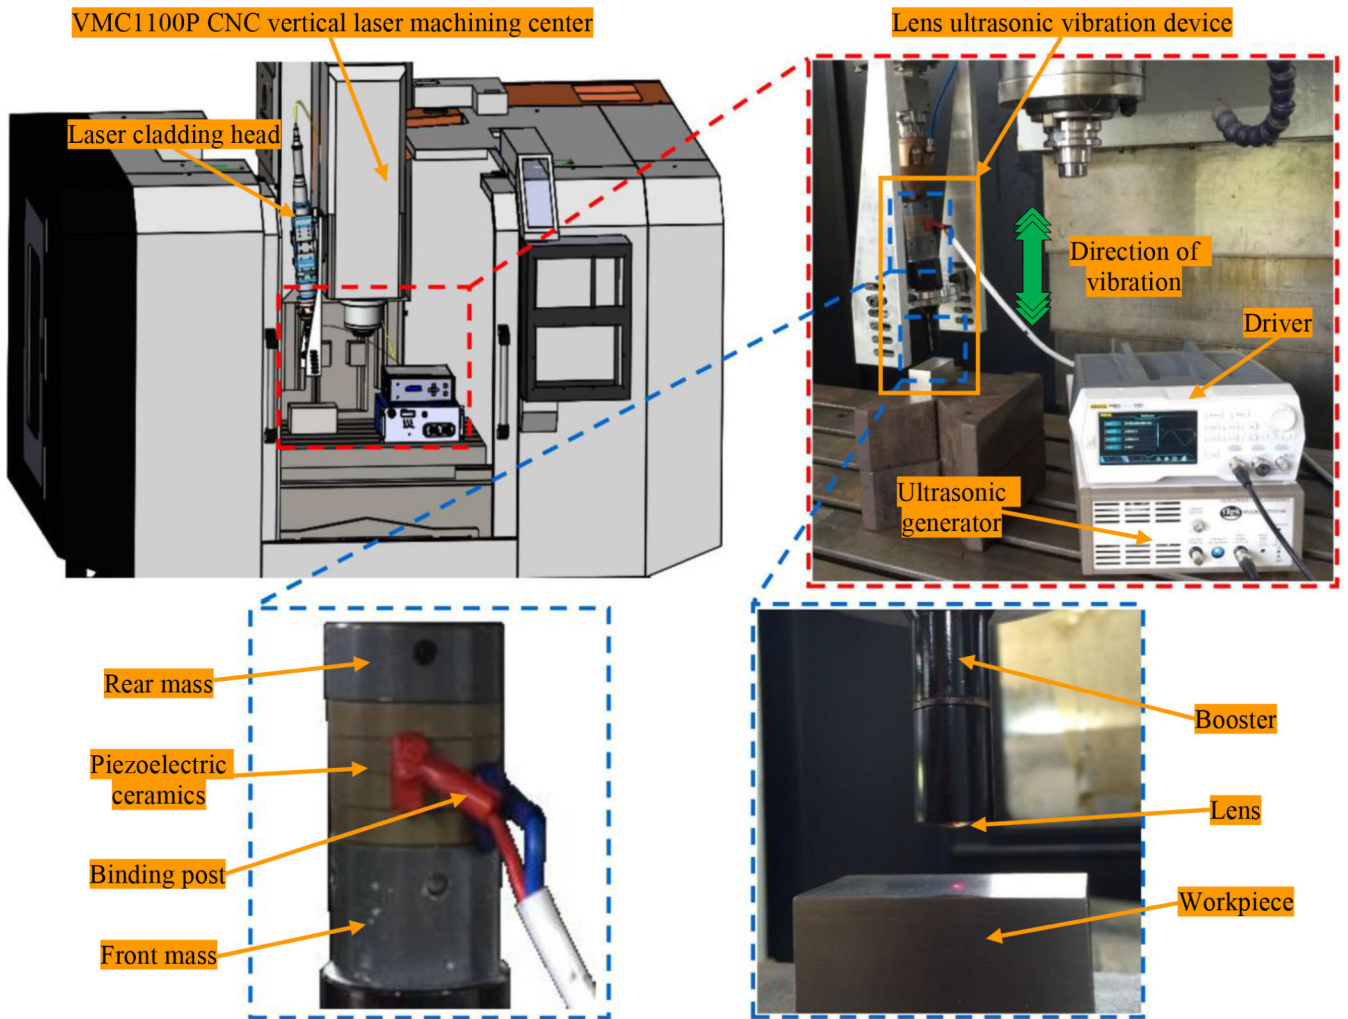 VMC1100P CNC vertical laser machining center
Lens ultrasonic vibration device
Laser cladding head
Direction of
vibration
Driver
Ultrasonic
generator
Rear mass
Piezoelectric
ceramics
Binding post
Front mass
Booster
Lens
Workpiece